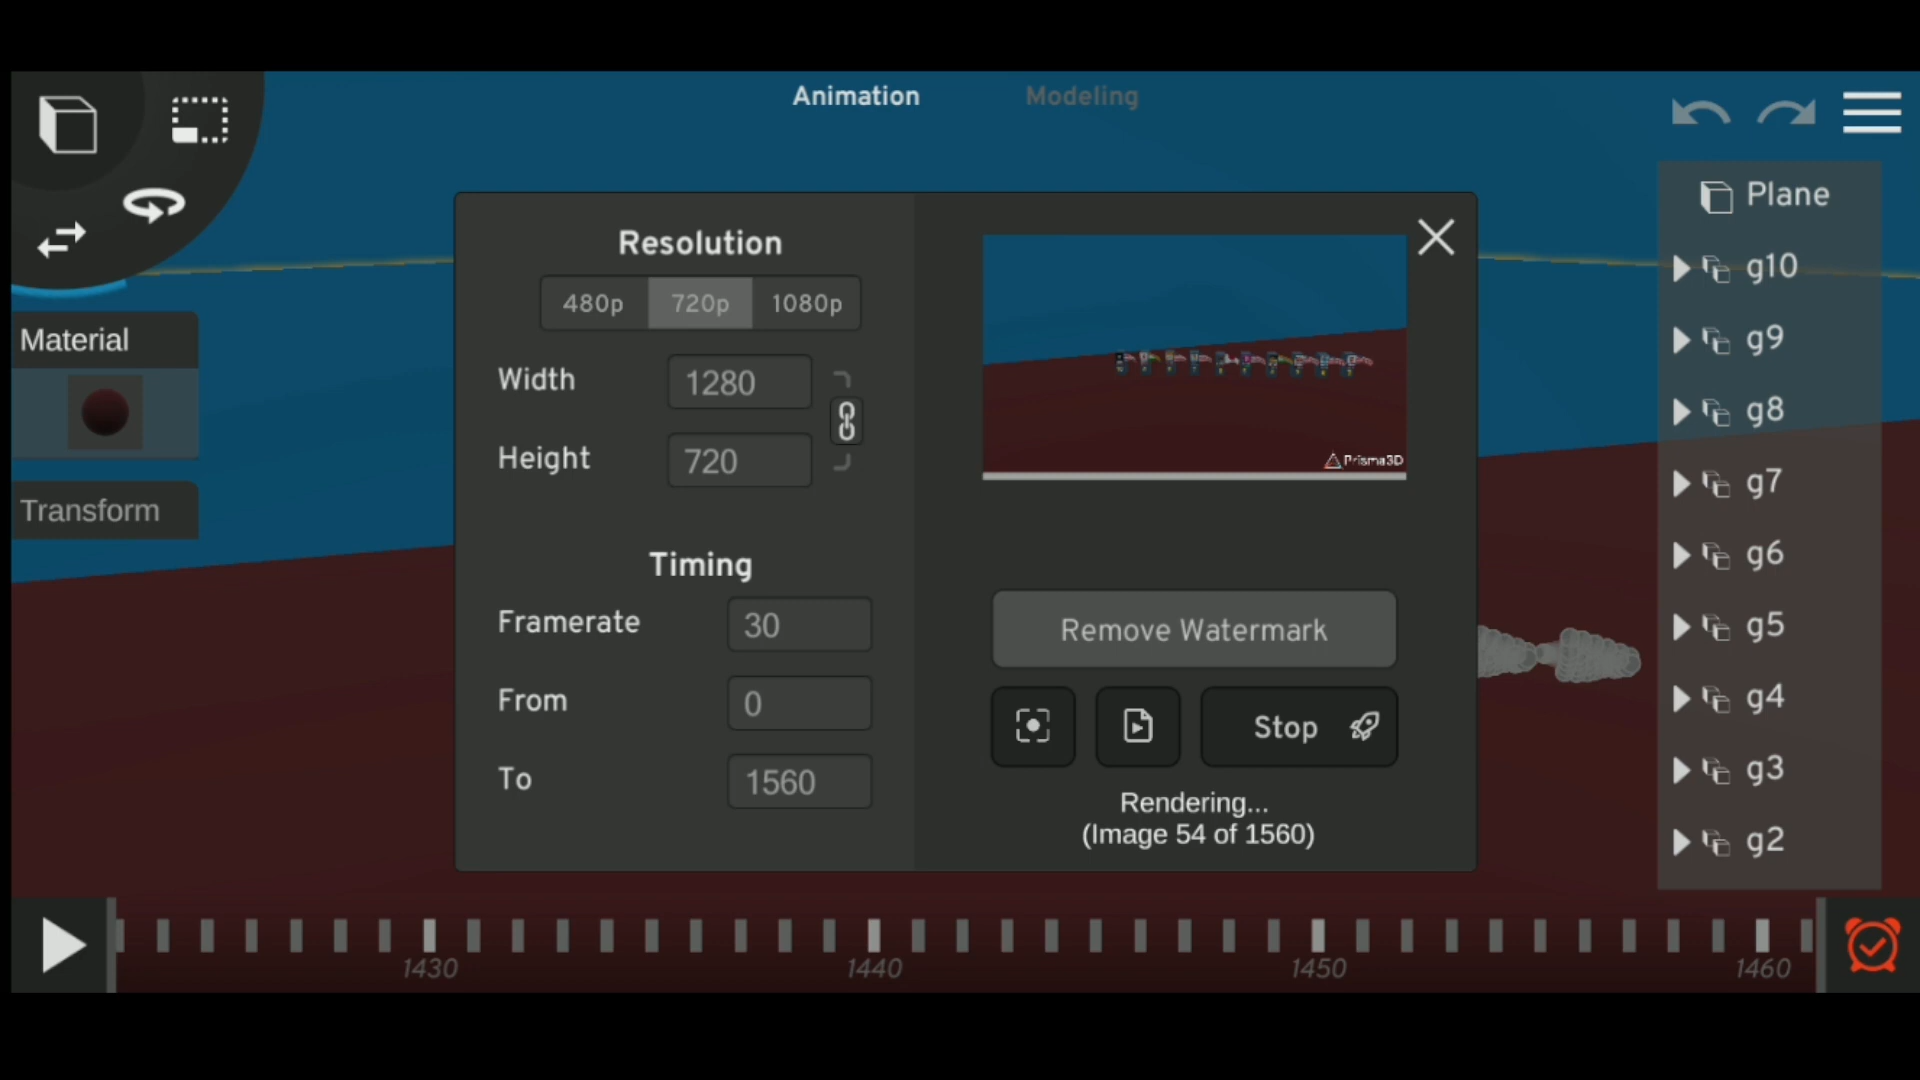 Animation
Modeling
Material
Transform
Resolution
480p
720p
1080p
Width
1280
Height
720
Timing
Framerate
30
From
0
To
1560
Prisma3D
Remove Watermark
Stop
Rendering...
(Image 54 of 1560)
Plane
g10
g9
g8
g7
g6
g5
g4
g3
g2
1430
1440
1450
1460